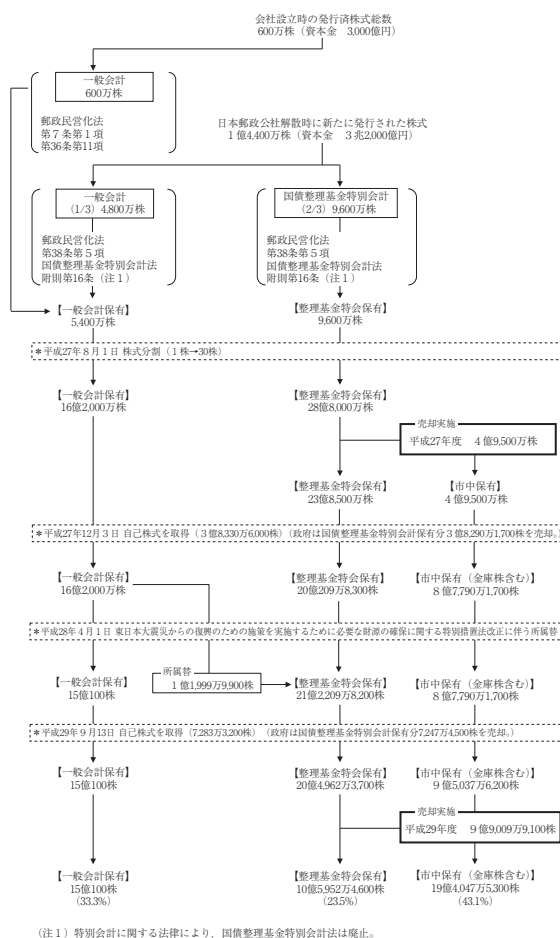 会社設立時の発行済株式総数
600万株（資本金　3,000億円）
一般会計
600万株
郵政民営化法
第７条第１項
第36条第11項
日本郵政公社解散時に新たに発行された株式
１億4,400万株（資本金　３兆2,000億円）
一般会計
(1/3) 4,800万株
国債整理基金特別会計
(2/3) 9,600万株
郵政民営化法
第38条第５項
国債整理基金特別会計法
附則第16条（注１）
郵政民営化法
第38条第５項
国債整理基金特別会計法
附則第16条（注１）
【一般会計保有】
5,400万株
【整理基金特会保有】
9,600万株
＊平成27年８月１日 株式分割（１株→30株）
【一般会計保有】
16億2,000万株
【整理基金特会保有】
28億8,000万株
売却実施
平成27年度　４億9,500万株
【整理基金特会保有】
23億8,500万株
【市中保有】
４億9,500万株
＊平成27年12月３日 自己株式を取得（３億8,330万6,000株）（政府は国債整理基金特別会計保有分３億8,290万1,700株を売却。）
【一般会計保有】
16億2,000万株
【整理基金特会保有】
20億209万8,300株
【市中保有（金庫株含む）】
８億7,790万1,700株
＊平成28年４月１日 東日本大震災からの復興のための施策を実施するために必要な財源の確保に関する特別措置法改正に伴う所属替
所属替
１億1,999万9,900株
【一般会計保有】
15億100株
【整理基金特会保有】
21億2,209万8,200株
【市中保有（金庫株含む）】
８億7,790万1,700株
＊平成29年９月13日 自己株式を取得（7,283万3,200株）（政府は国債整理基金特別会計保有分7,247万4,500株を売却。）
【一般会計保有】
15億100株
【整理基金特会保有】
20億4,962万3,700株
【市中保有（金庫株含む）】
９億5,037万6,200株
売却実施
平成29年度　９億9,009万9,100株
【一般会計保有】
15億100株
(33.3%)
【整理基金特会保有】
10億5,952万4,600株
(23.5%)
【市中保有（金庫株含む）】
19億4,047万5,300株
(43.1%)
（注１）特別会計に関する法律により，国債整理基金特別会計法は廃止。